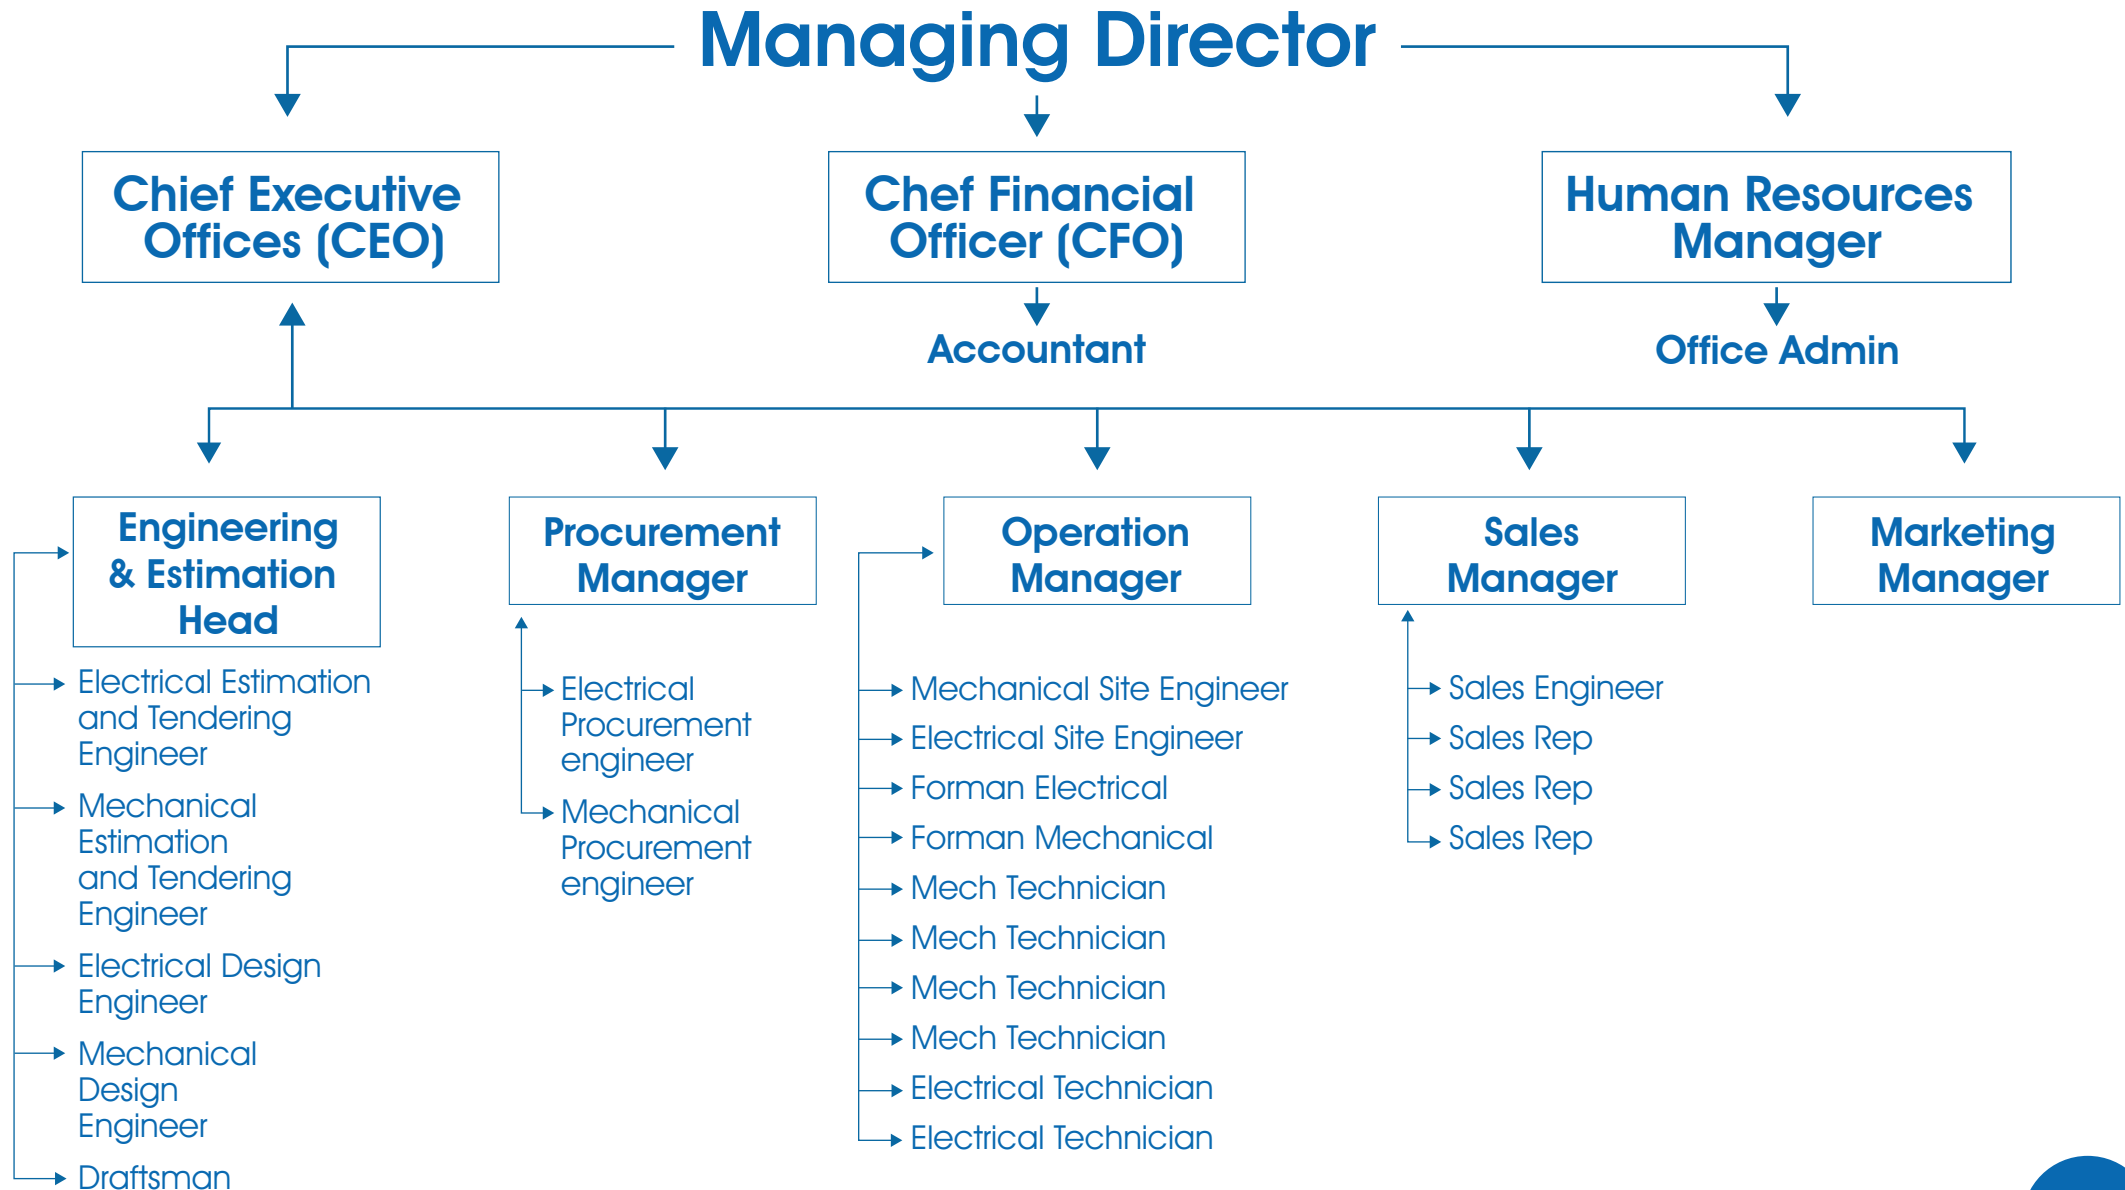 Managing Director
Chief Executive
Offices (CEO)
Chef Financial
Officer (CFO)
Human Resources
Manager
Accountant
Office Admin
Engineering
& Estimation
Head
Electrical Estimation
and Tendering
Engineer
Mechanical
Estimation
and Tendering
Engineer
Electrical Design
Engineer
Mechanical
Design
Engineer
Draftsman
Procurement
Manager
Electrical
Procurement
engineer
Mechanical
Procurement
engineer
Operation
Manager
Mechanical Site Engineer
Electrical Site Engineer
Forman Electrical
Forman Mechanical
Mech Technician
Mech Technician
Mech Technician
Mech Technician
Electrical Technician
Electrical Technician
Sales
Manager
Sales Engineer
Sales Rep
Sales Rep
Sales Rep
Marketing
Manager